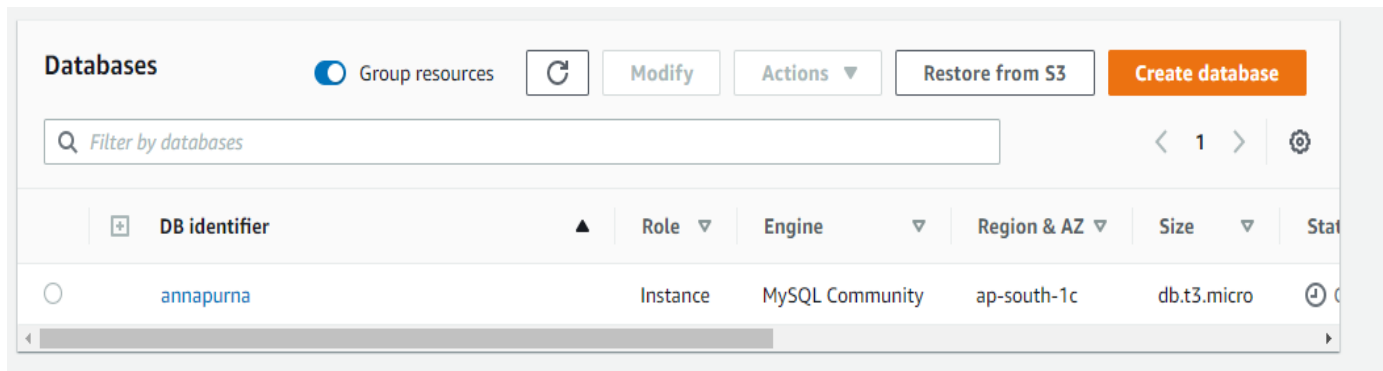 Databases Group resources Modify Actions Restore from S3 Create database
Filter by databases 1
DB identifier Role Engine Region & AZ Size
annapurna Instance MySQL Community ap-south-1c db.t3.micro